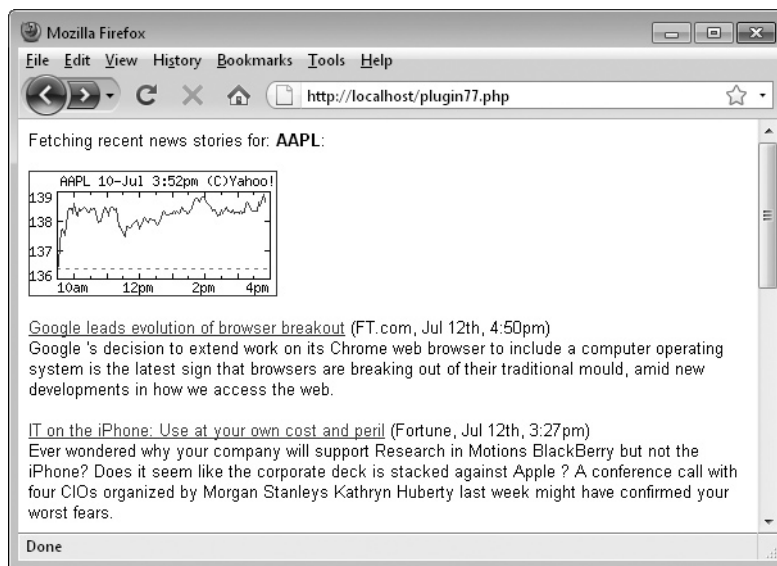 Mozilla Firefox
File Edit View History Bookmarks Tools Help
http://localhost/plugin77.php
Fetching recent news stories for: AAPL:
AAPL 10-Jul 3:52pm (C)Yahoo!
139
138
137
136
10am 12pm 2pm 4pm
Google leads evolution of browser breakout (FT.com, Jul 12th, 4:50pm)
Google 's decision to extend work on its Chrome web browser to include a computer operating
system is the latest sign that browsers are breaking out of their traditional mould, amid new
developments in how we access the web.
IT on the iPhone: Use at your own cost and peril (Fortune, Jul 12th, 3:27pm)
Ever wondered why your company will support Research in Motions BlackBerry but not the
iPhone? Does it seem like the corporate deck is stacked against Apple ? A conference call with
four CIOs organized by Morgan Stanleys Kathryn Huberty last week might have confirmed your
worst fears.
Done